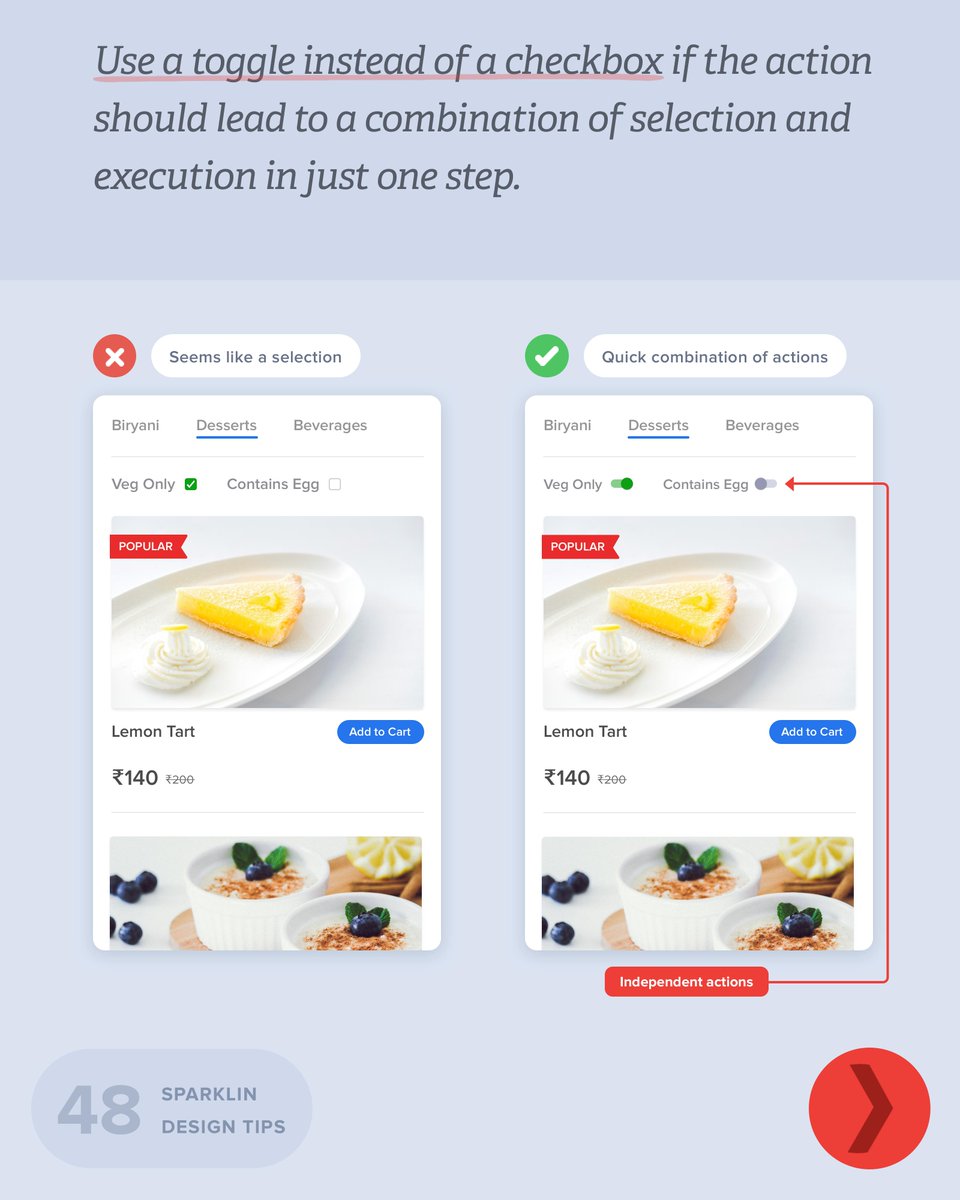 Use a toggle instead of a checkbox if the action
should lead to a combination of selection and
execution in just one step.
Seems like a selection
Biryani Desserts Beverages
Veg Only Contains Egg
POPULAR
Lemon Tart Add to Cart
₹140 ₹200
Quick combination of actions
Biryani Desserts Beverages
Veg Only Contains Egg
POPULAR
Lemon Tart Add to Cart
₹140 ₹200
Independent actions
48 SPARKLIN
DESIGN TIPS